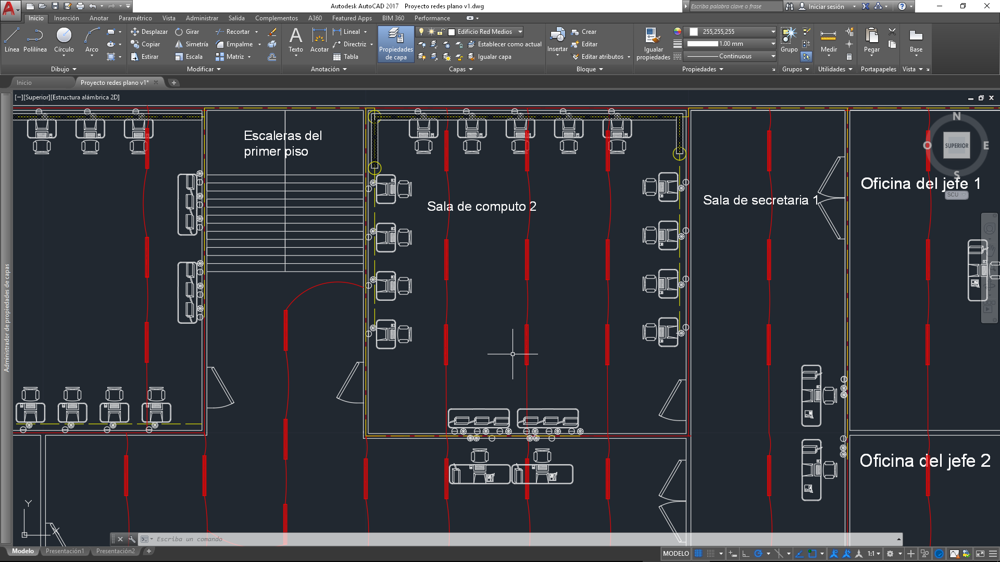 Autodesk AutoCAD 2017 Proyecto redes plano v1.dwg
Escriba palabra clave o frase
Iniciar sesión
Inicio Inserción Anotar Paramétrico Vista Administrar Salida Complementos A360 Featured Apps BIM 360 Performance
Línea Polilínea Círculo Arco
Desplazar Girar Recortar
Copiar Simetría Empalme
Estirar Escala Matriz
Texto Acotar
Lineal
Directriz
Tabla
Propiedades
de capa
Edificio Red Medios
Establecer como actual
Igualar capa
Insertar
Crear
Editar
Editar atributos
Igualar
propiedades
255,255,255
1.00 mm
Continuous
Grupo
Medir
Pegar
Base
Dibujo Modificar Anotación Capas Bloque Propiedades Grupos Utilidades Portapapeles Vista
Inicio Proyecto redes plano v1*
[−][Superior][Estructura alámbrica 2D]
Administrador de propiedades de capas
Escaleras del
primer piso
Sala de computo 2
Sala de secretaria 1
Oficina del jefe 1
Oficina del jefe 2
N
O SUPERIOR E
S
SCU
Y
X
Escriba un comando
Modelo Presentación1 Presentación2
MODELO 1:1